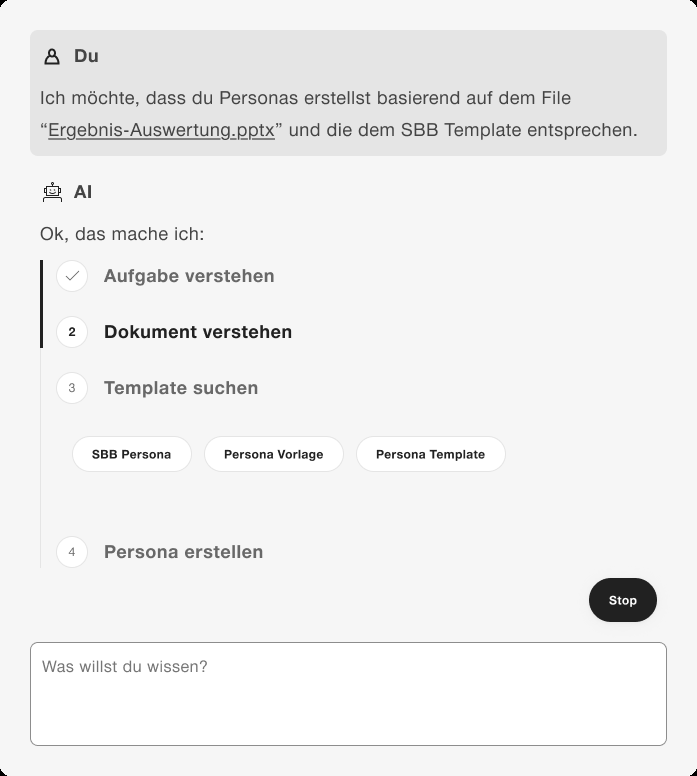 Du
Ich möchte, dass du Personas erstellst basierend auf dem File
“Ergebnis-Auswertung.pptx” und die dem SBB Template entsprechen.
AI
Ok, das mache ich:
Aufgabe verstehen
2 Dokument verstehen
3 Template suchen
SBB Persona Persona Vorlage Persona Template
4 Persona erstellen
Stop
Was willst du wissen?